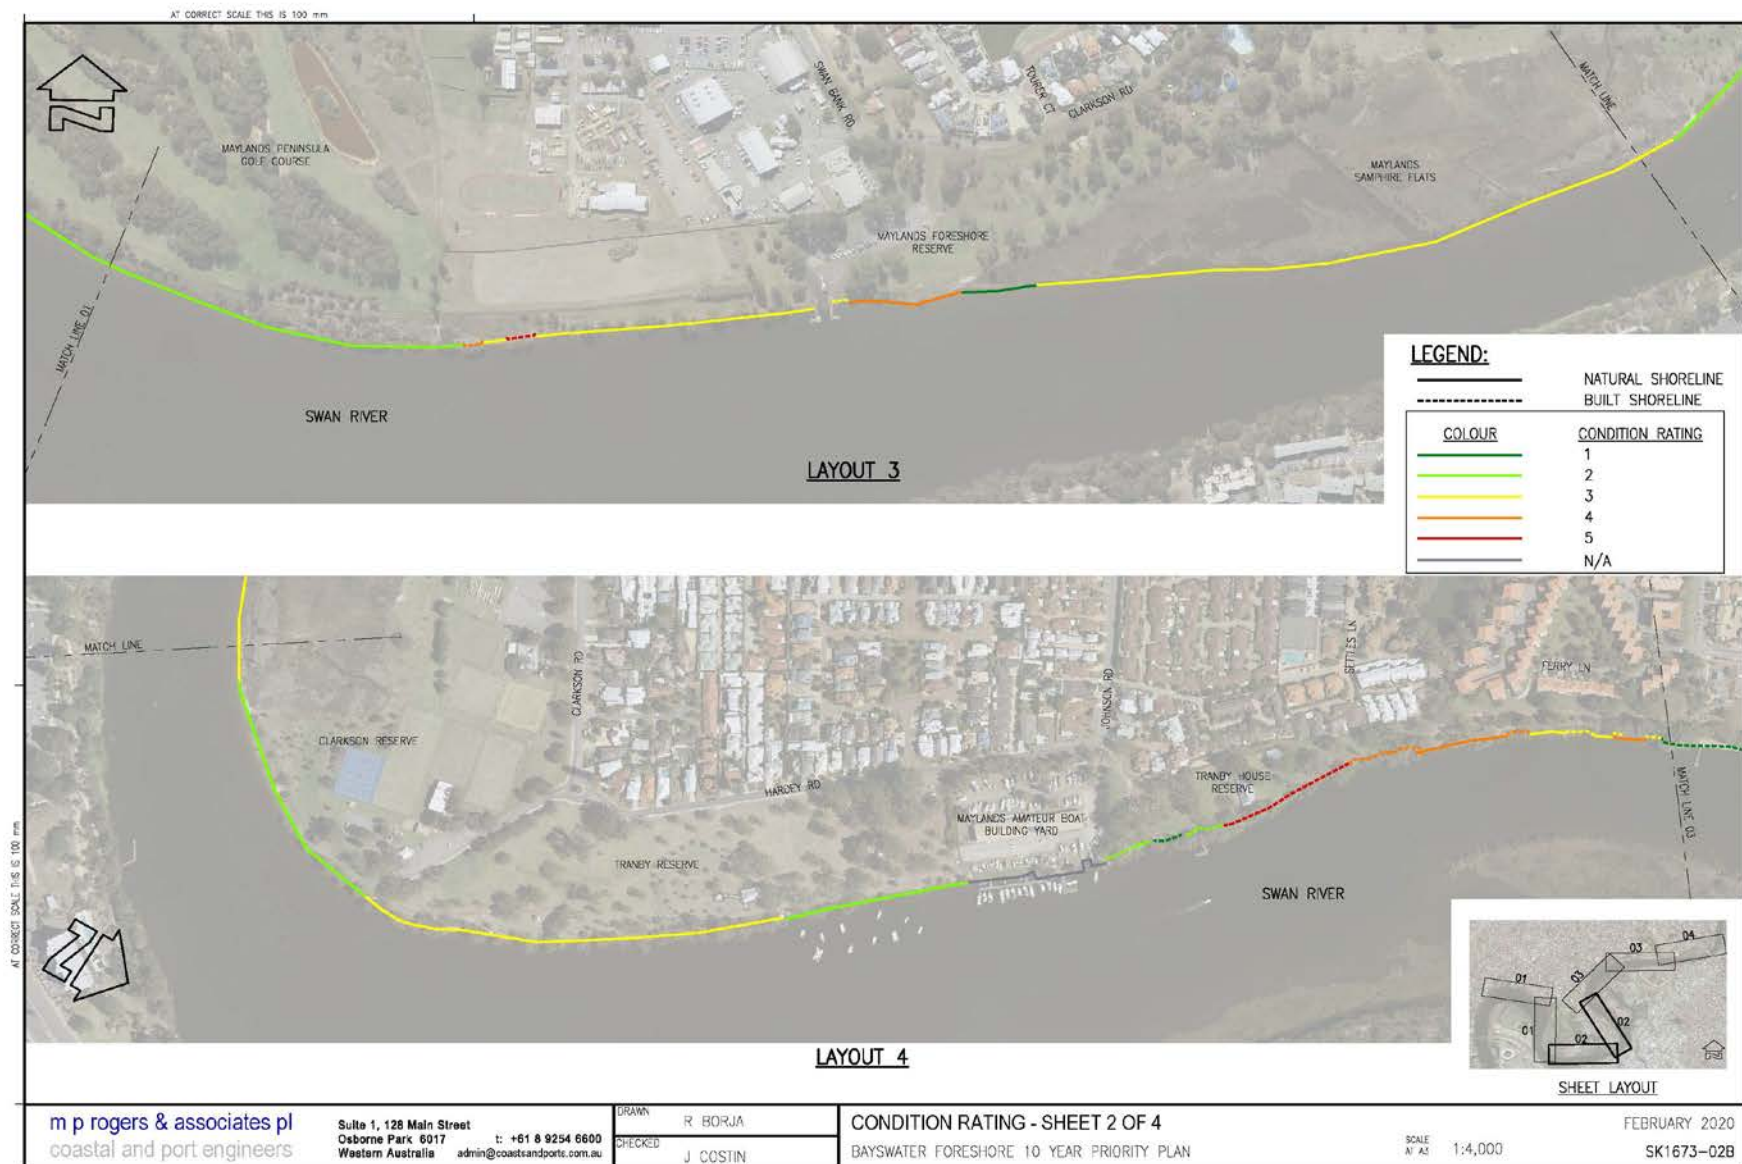 AT CORRECT SCALE THIS IS 100 mm
SWAN BANK RD
TOURER CT
CLARKSON RD
MATCH LINE
MAYLANDS PENINSULA
GOLF COURSE
MAYLANDS
SAMPHIRE FLATS
MAYLANDS FORESHORE
RESERVE
MATCH LINE 01
SWAN RIVER
LAYOUT 3
LEGEND:
NATURAL SHORELINE
BUILT SHORELINE
COLOUR CONDITION RATING
1
2
3
4
5
N/A
MATCH LINE
CLARKSON RD
JOHNSON RD
SETTLES LN
FERRY LN
CLARKSON RESERVE
HARDEY RD
TRANBY HOUSE
RESERVE
MATCH LINE 03
MAYLANDS AMATEUR BOAT
BUILDING YARD
TRANBY RESERVE
SWAN RIVER
AT CORRECT SCALE THIS IS 100 mm
LAYOUT 4
01
01
02
02
03
03
04
SHEET LAYOUT
m p rogers & associates pl
coastal and port engineers
Suite 1, 128 Main Street
Osborne Park 6017 t: +61 8 9254 6600
Western Australia admin@coastsandports.com.au
DRAWN
R BORJA
CHECKED
J COSTIN
CONDITION RATING - SHEET 2 OF 4
BAYSWATER FORESHORE 10 YEAR PRIORITY PLAN
SCALE
AT A3
1:4,000
FEBRUARY 2020
SK1673-02B